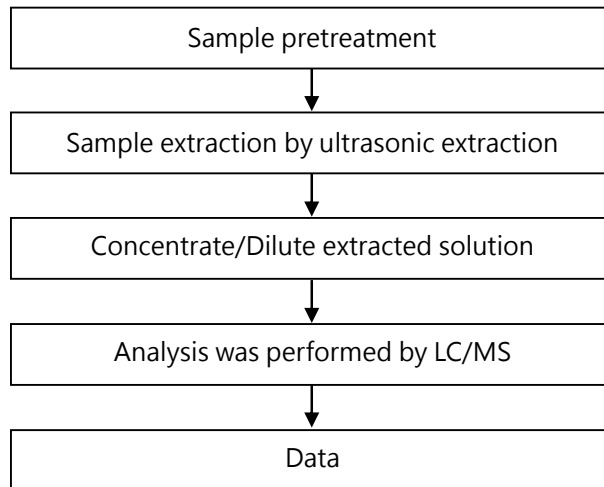 Sample pretreatment
Sample extraction by ultrasonic extraction
Concentrate/Dilute extracted solution
Analysis was performed by LC/MS
Data